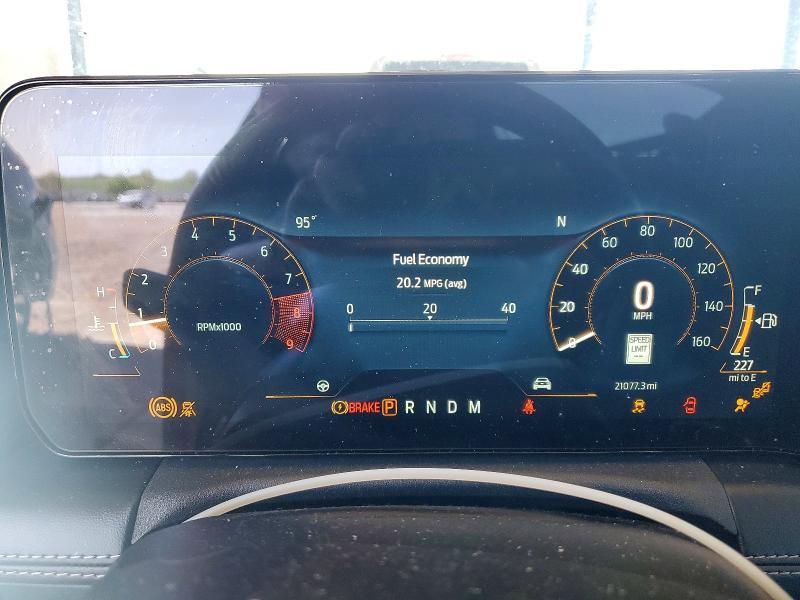 95° N
4 5 60 80 100
3 6 Fuel Economy 40 120
2 7 20.2 MPG (avg)
H 1 8 0 20 40 20 0 140 F
RPMx1000 MPH
C 0 9 0 SPEED LIMIT -- -- 160 E
227
mi to E
21077.3 mi
ABS BRAKE P R N D M